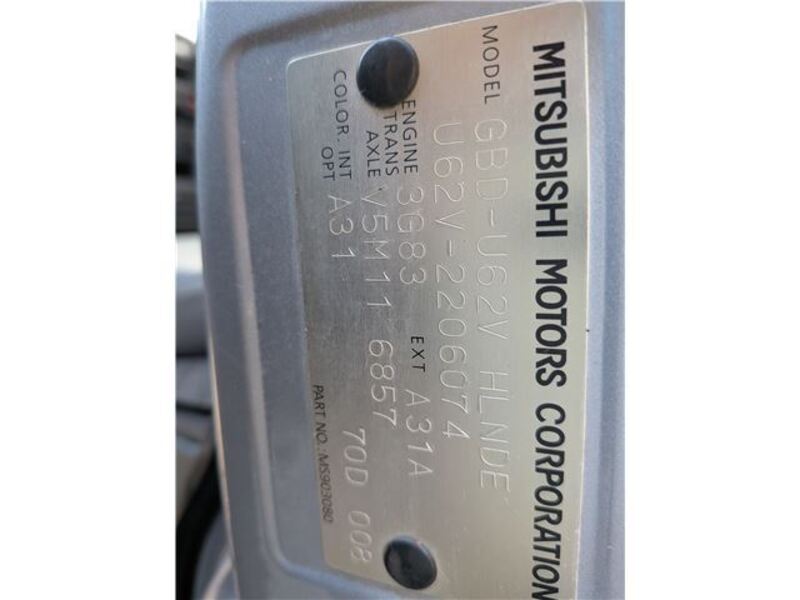 MITSUBISHI MOTORS CORPORATION
MODEL GBD-U62V HLNDE
U62V-2206074
ENGINE 3G83 EXT A31A
TRANS AXLE V5M11 6857
COLOR. INT OPT A31 70D 008
PART NO.: MS903080